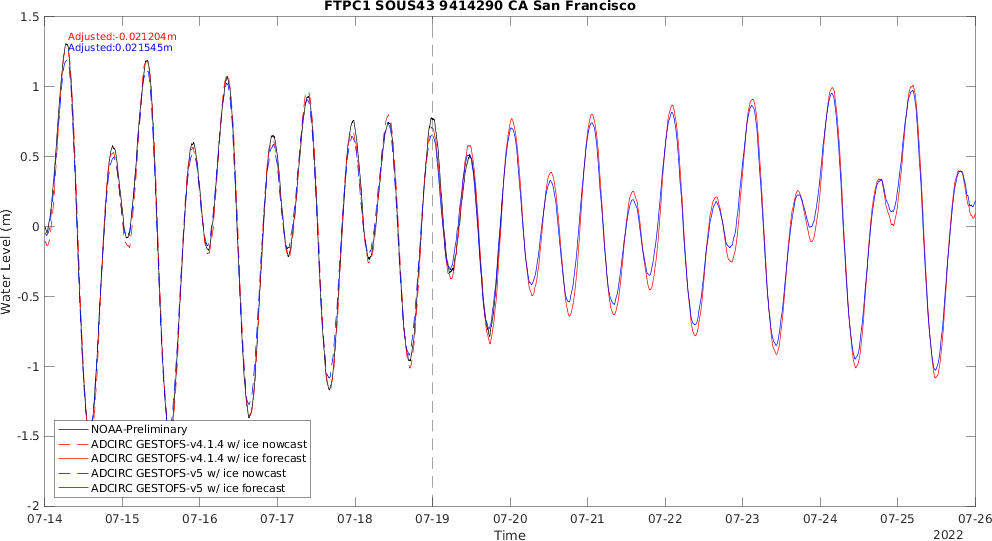 FTPC1 SOUS43 9414290 CA San Francisco
Adjusted:-0.021204m
Adjusted:0.021545m
1.5
1
0.5
0
-0.5
-1
-1.5
-2
Water Level (m)
NOAA-Preliminary
ADCIRC GESTOFS-v4.1.4 w/ ice nowcast
ADCIRC GESTOFS-v4.1.4 w/ ice forecast
ADCIRC GESTOFS-v5 w/ ice nowcast
ADCIRC GESTOFS-v5 w/ ice forecast
07-14 07-15 07-16 07-17 07-18 07-19 07-20 07-21 07-22 07-23 07-24 07-25 07-26
Time
2022